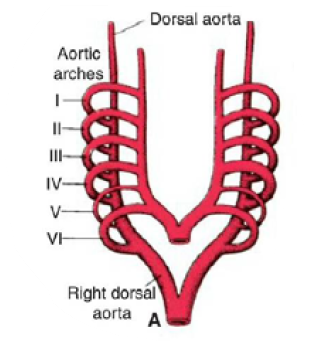 Dorsal aorta
Aortic
arches
I
II
III
IV
V
VI
Right dorsal
aorta
A